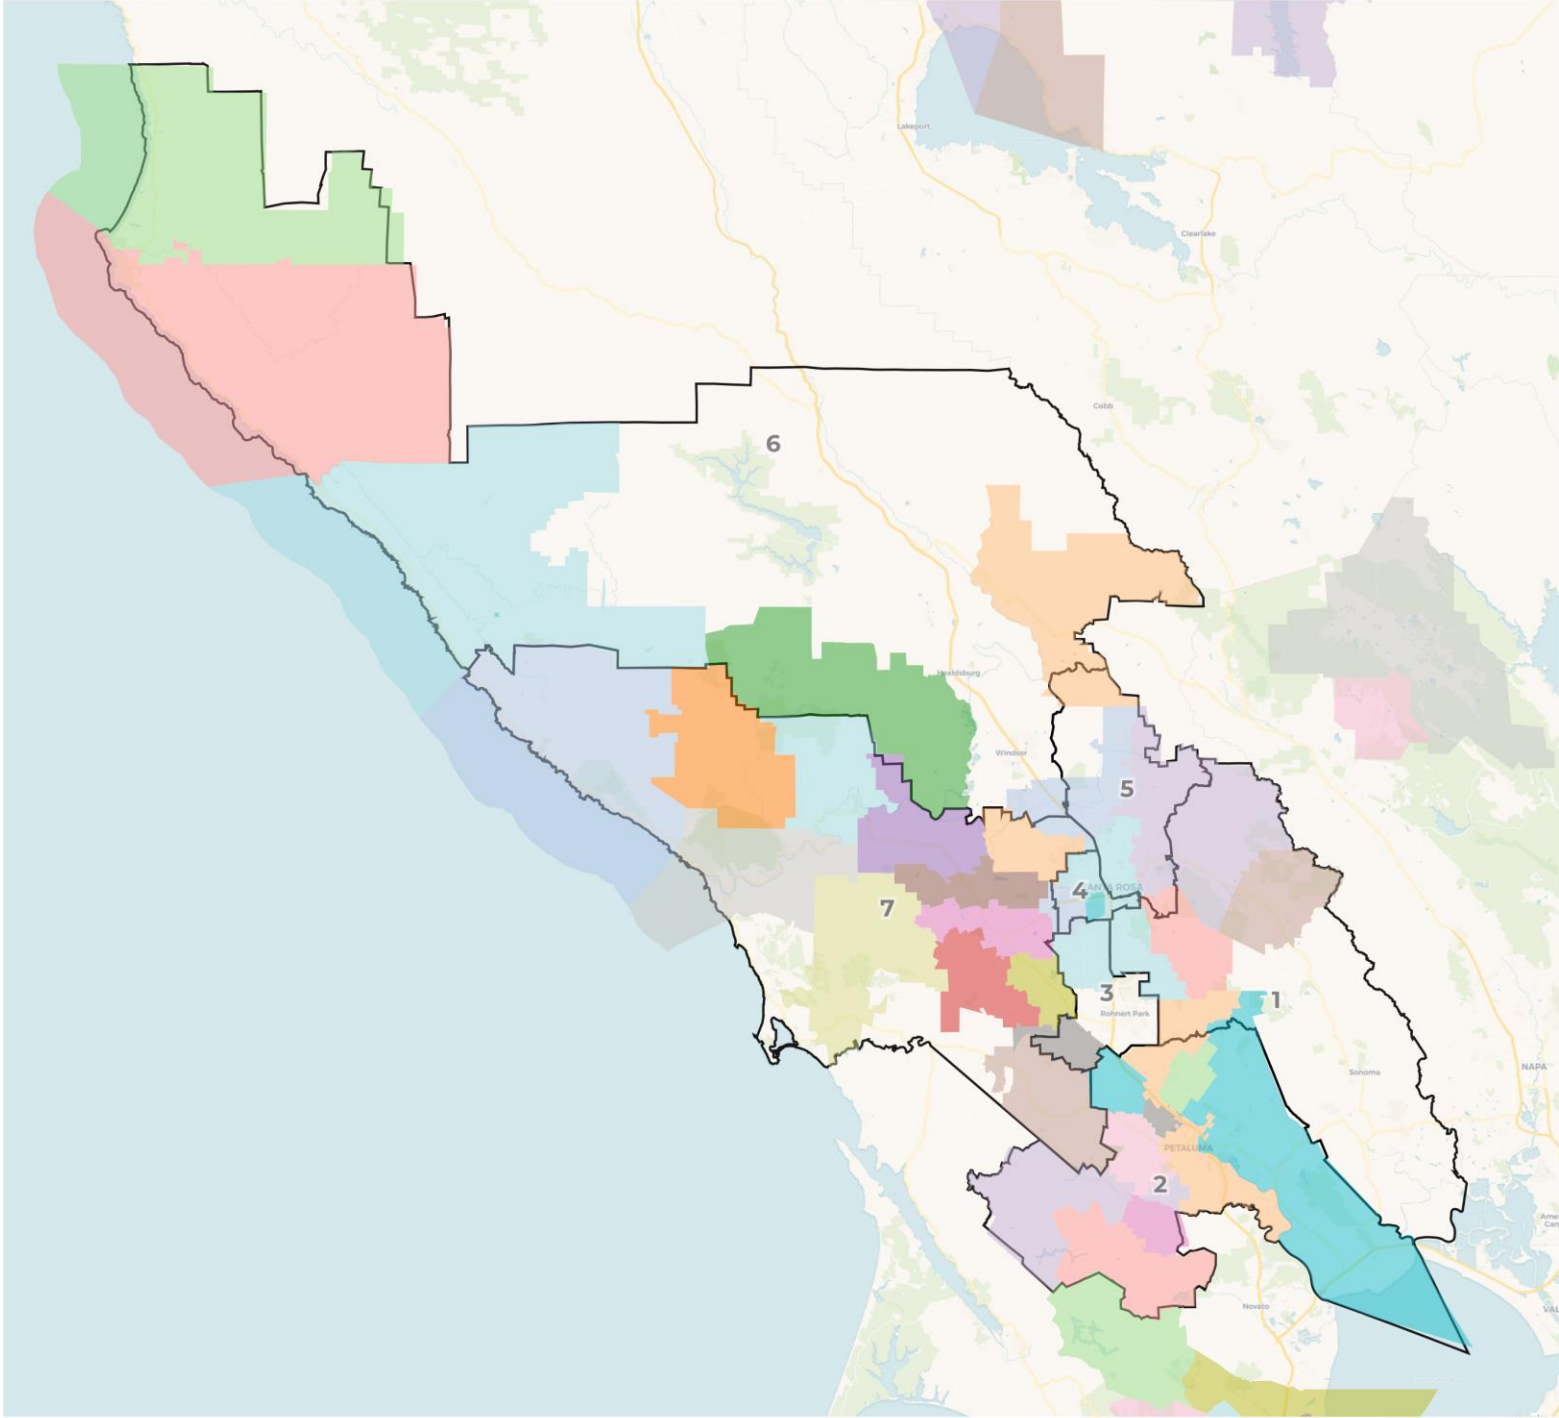 Lakeport
Clearlake
Cobb
6
Healdsburg
Windsor
5
4
SANTA ROSA
7
3
1
Rohnert Park
Sonoma
NAPA
PETALUMA
2
Novato